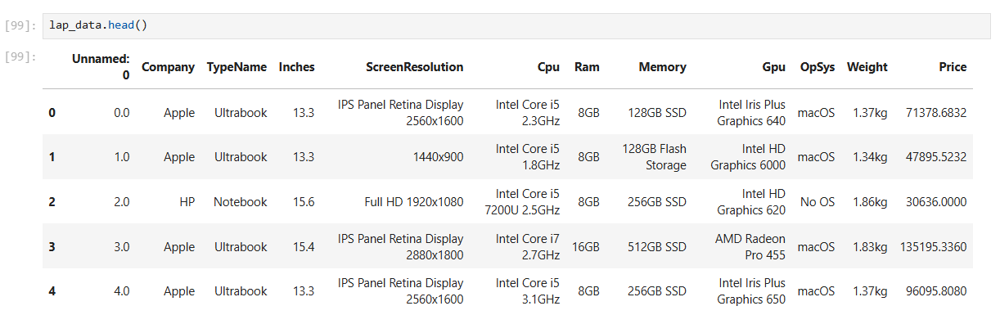 [99]: lap_data.head()
[99]:
Unnamed: 0 Company TypeName Inches ScreenResolution Cpu Ram Memory Gpu OpSys Weight Price
0 0.0 Apple Ultrabook 13.3 IPS Panel Retina Display 2560x1600 Intel Core i5 2.3GHz 8GB 128GB SSD Intel Iris Plus Graphics 640 macOS 1.37kg 71378.6832
1 1.0 Apple Ultrabook 13.3 1440x900 Intel Core i5 1.8GHz 8GB 128GB Flash Storage Intel HD Graphics 6000 macOS 1.34kg 47895.5232
2 2.0 HP Notebook 15.6 Full HD 1920x1080 Intel Core i5 7200U 2.5GHz 8GB 256GB SSD Intel HD Graphics 620 No OS 1.86kg 30636.0000
3 3.0 Apple Ultrabook 15.4 IPS Panel Retina Display 2880x1800 Intel Core i7 2.7GHz 16GB 512GB SSD AMD Radeon Pro 455 macOS 1.83kg 135195.3360
4 4.0 Apple Ultrabook 13.3 IPS Panel Retina Display 2560x1600 Intel Core i5 3.1GHz 8GB 256GB SSD Intel Iris Plus Graphics 650 macOS 1.37kg 96095.8080